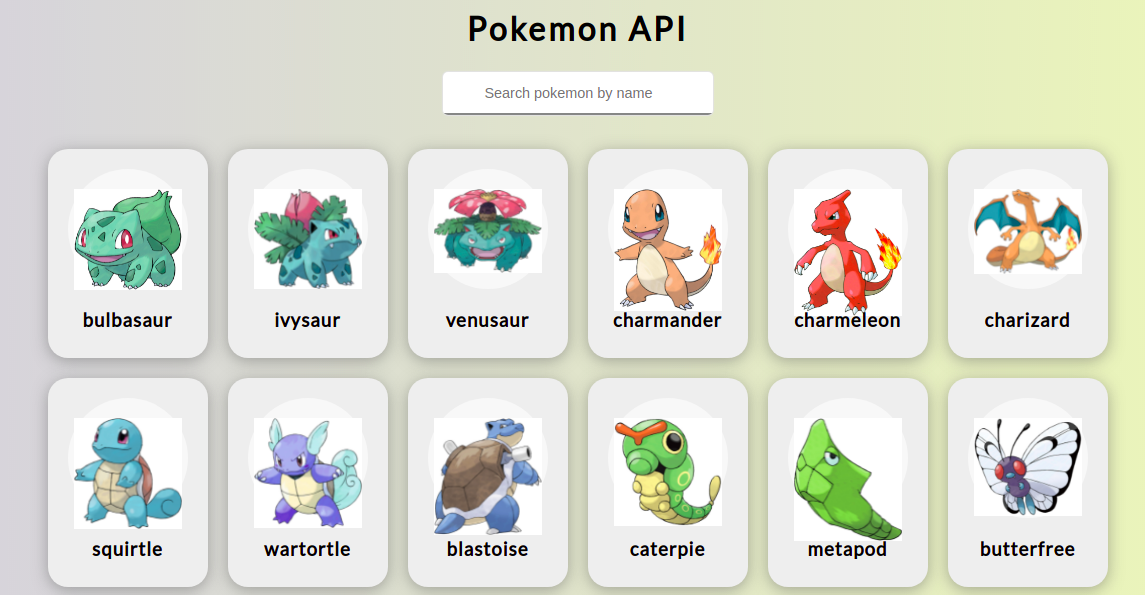 Pokemon API
Search pokemon by name
bulbasaur
ivysaur
venusaur
charmander
charmeleon
charizard
squirtle
wartortle
blastoise
caterpie
metapod
butterfree